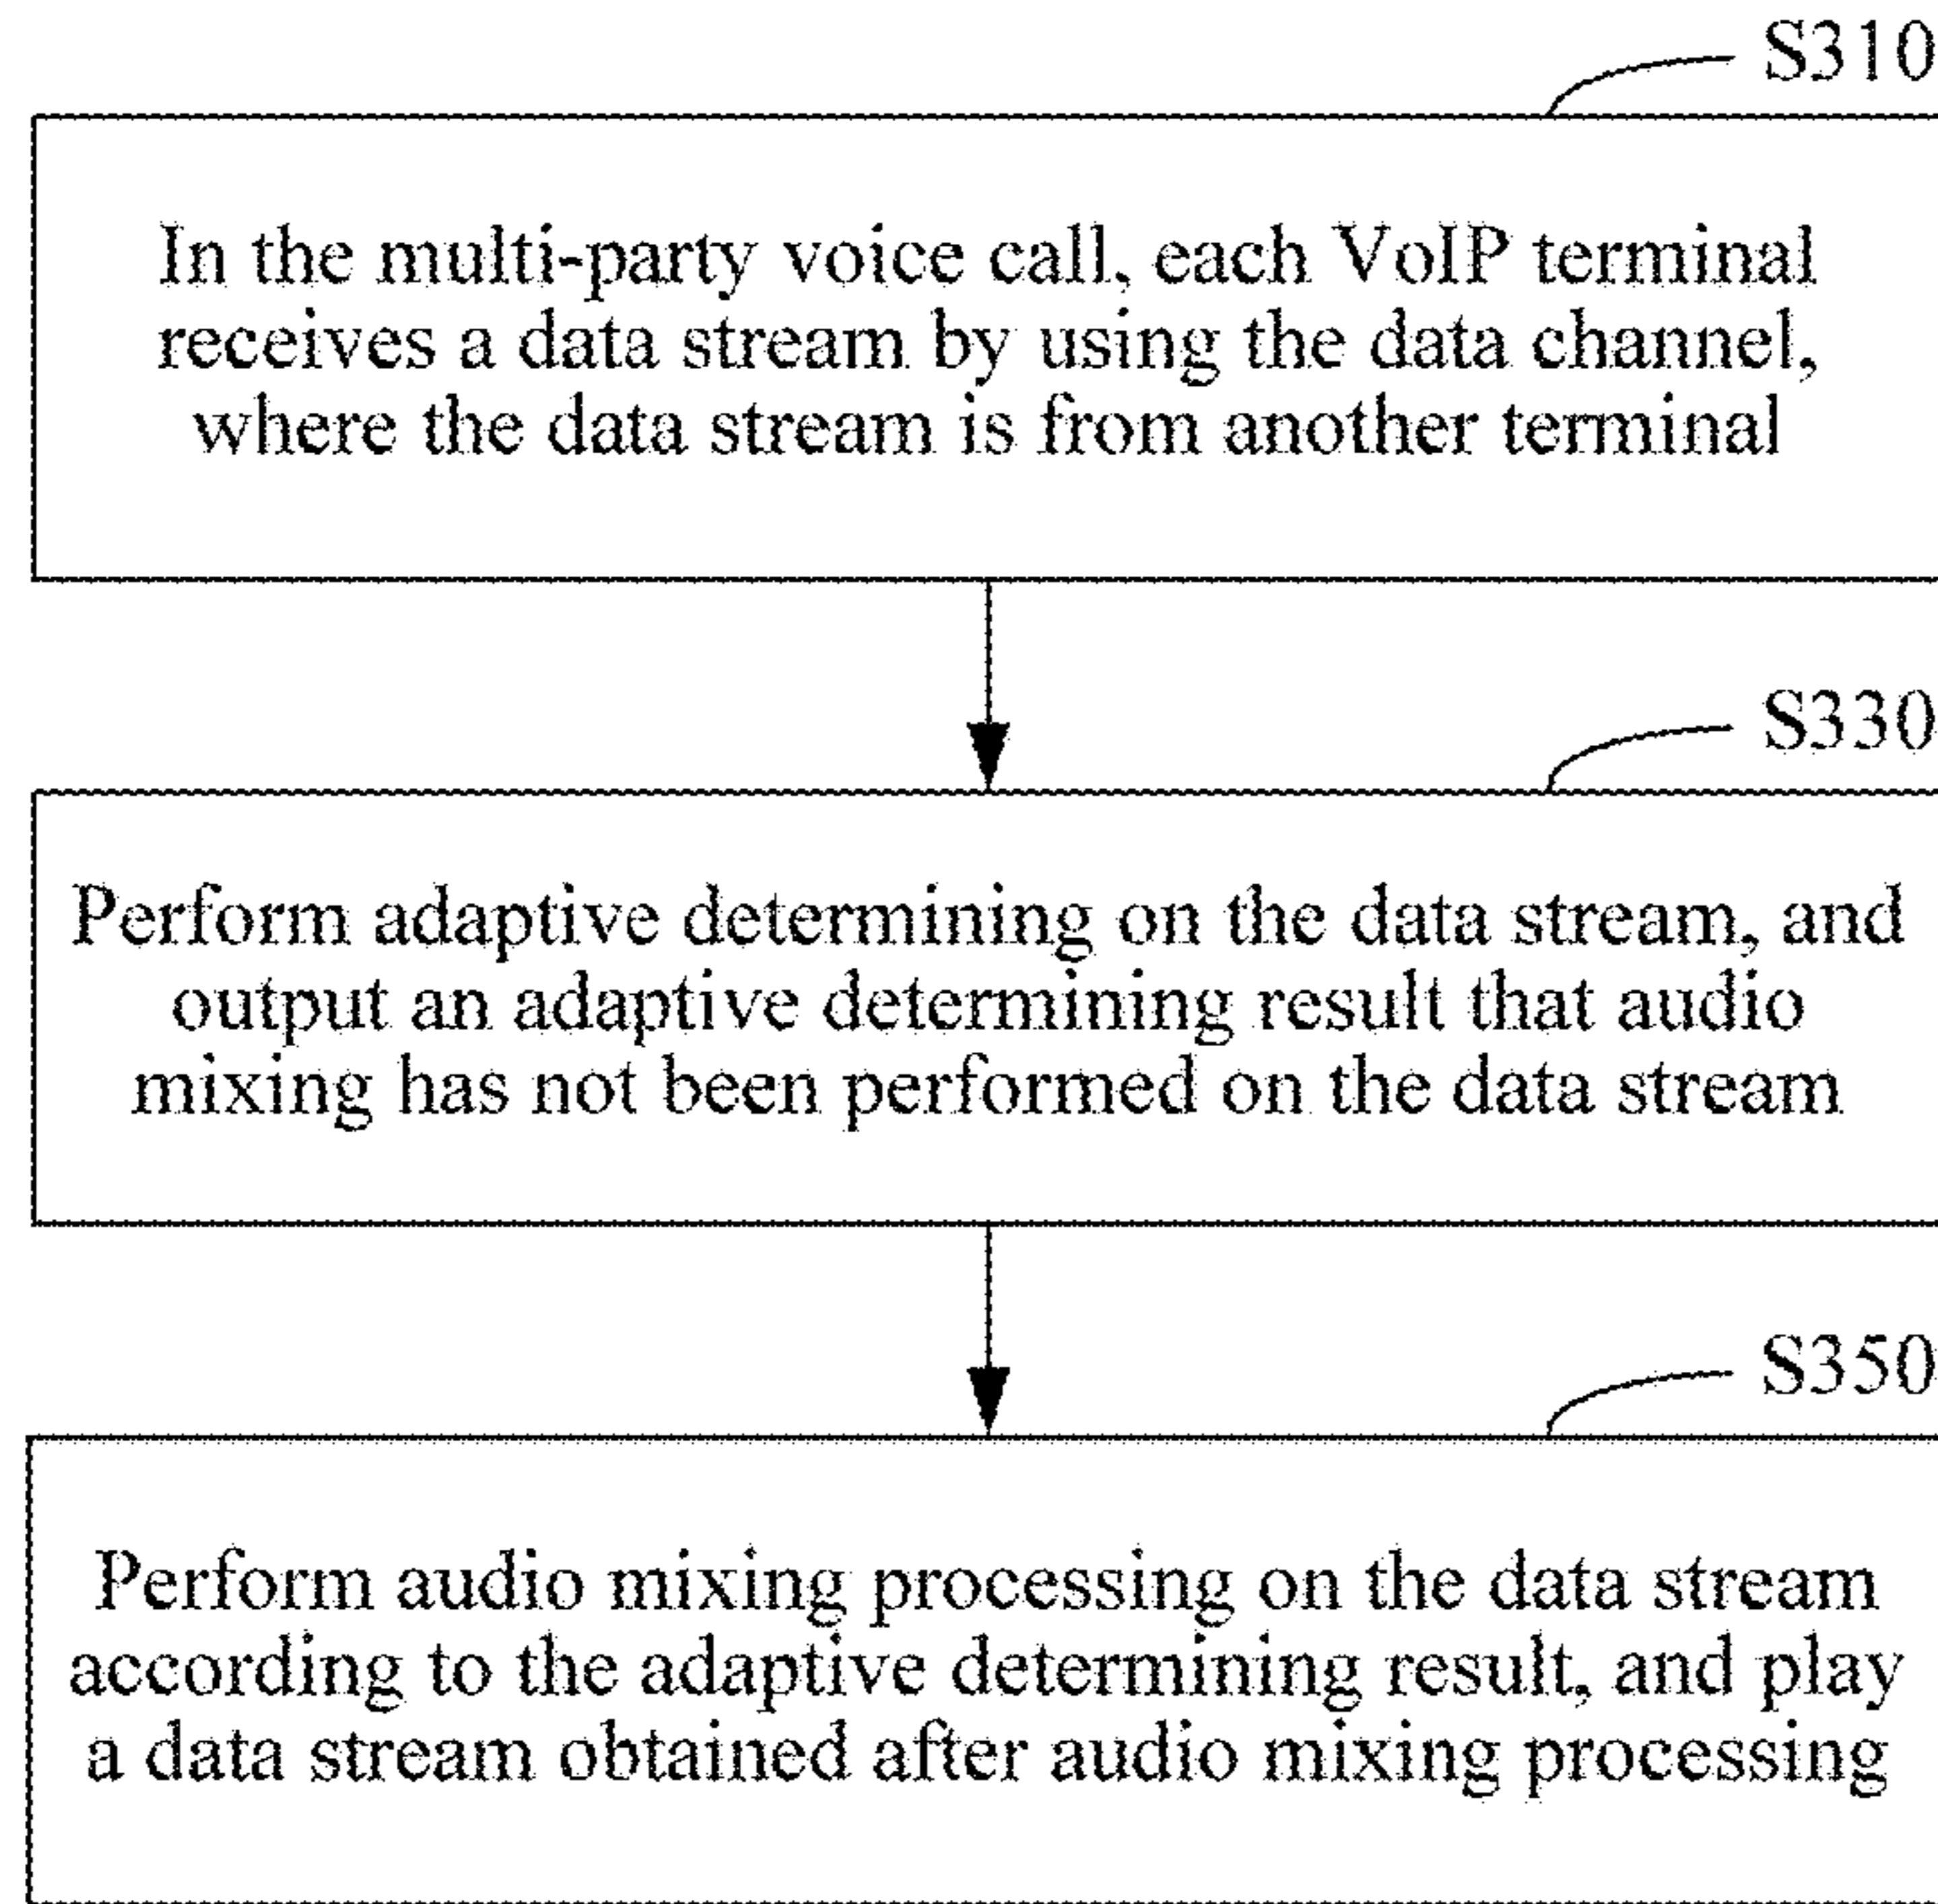 S310
In the multi-party voice call, each VoIP terminal
receives a data stream by using the data channel,
where the data stream is from another terminal
S330
Perform adaptive determining on the data stream, and
output an adaptive determining result that audio
mixing has not been performed on the data stream
S350
Perform audio mixing processing on the data stream
according to the adaptive determining result, and play
a data stream obtained after audio mixing processing